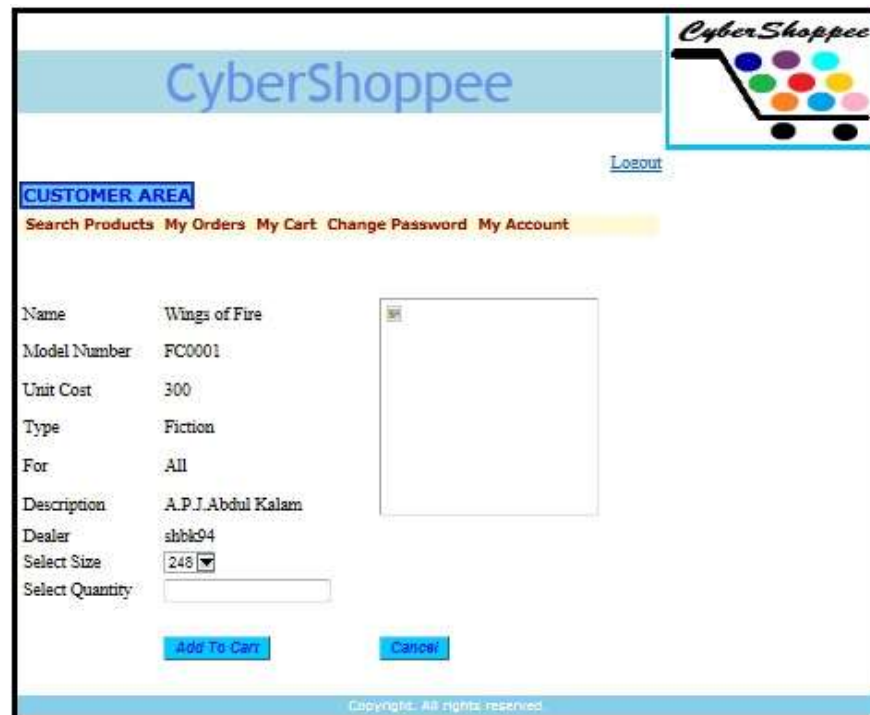 CyberShoppee
CyberShoppee
Logout
CUSTOMER AREA
Search Products My Orders My Cart Change Password My Account
Name Wings of Fire
Model Number FC0001
Unit Cost 300
Type Fiction
For All
Description A.P.J.Abdul Kalam
Dealer shbk94
Select Size 248
Select Quantity
Add To Cart Cancel
Copyright. All rights reserved.